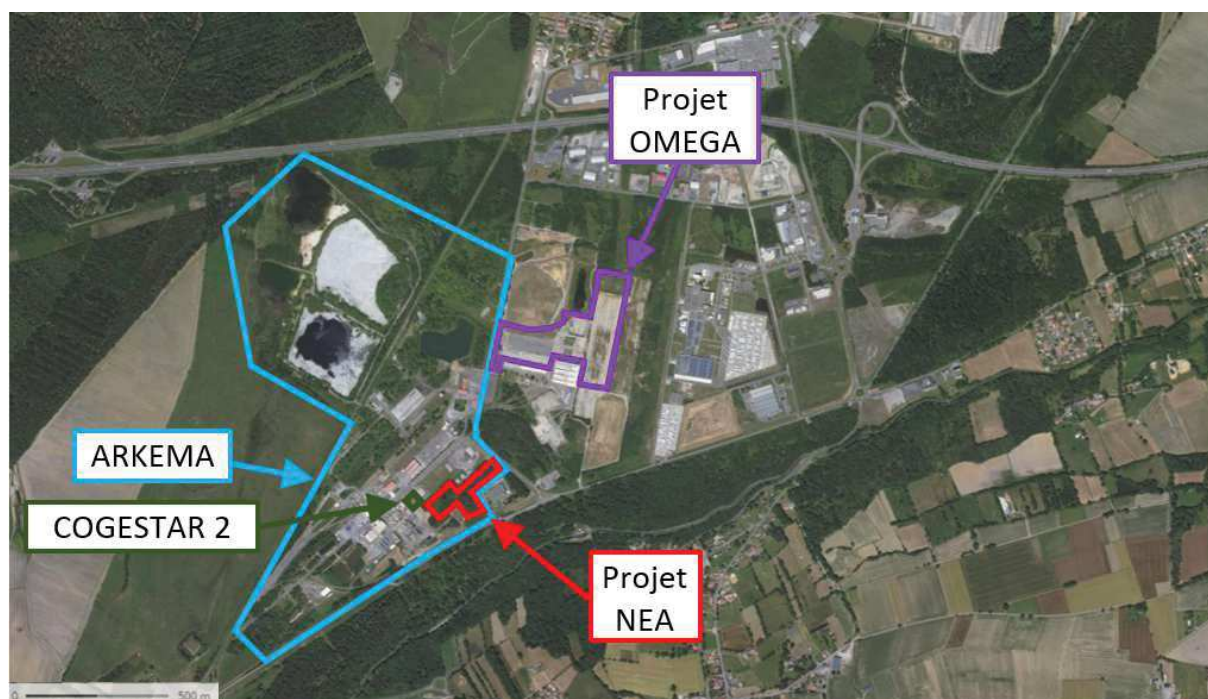 Projet
OMEGA
ARKEMA
COGESTAR 2
Projet
NEA
0 500 m